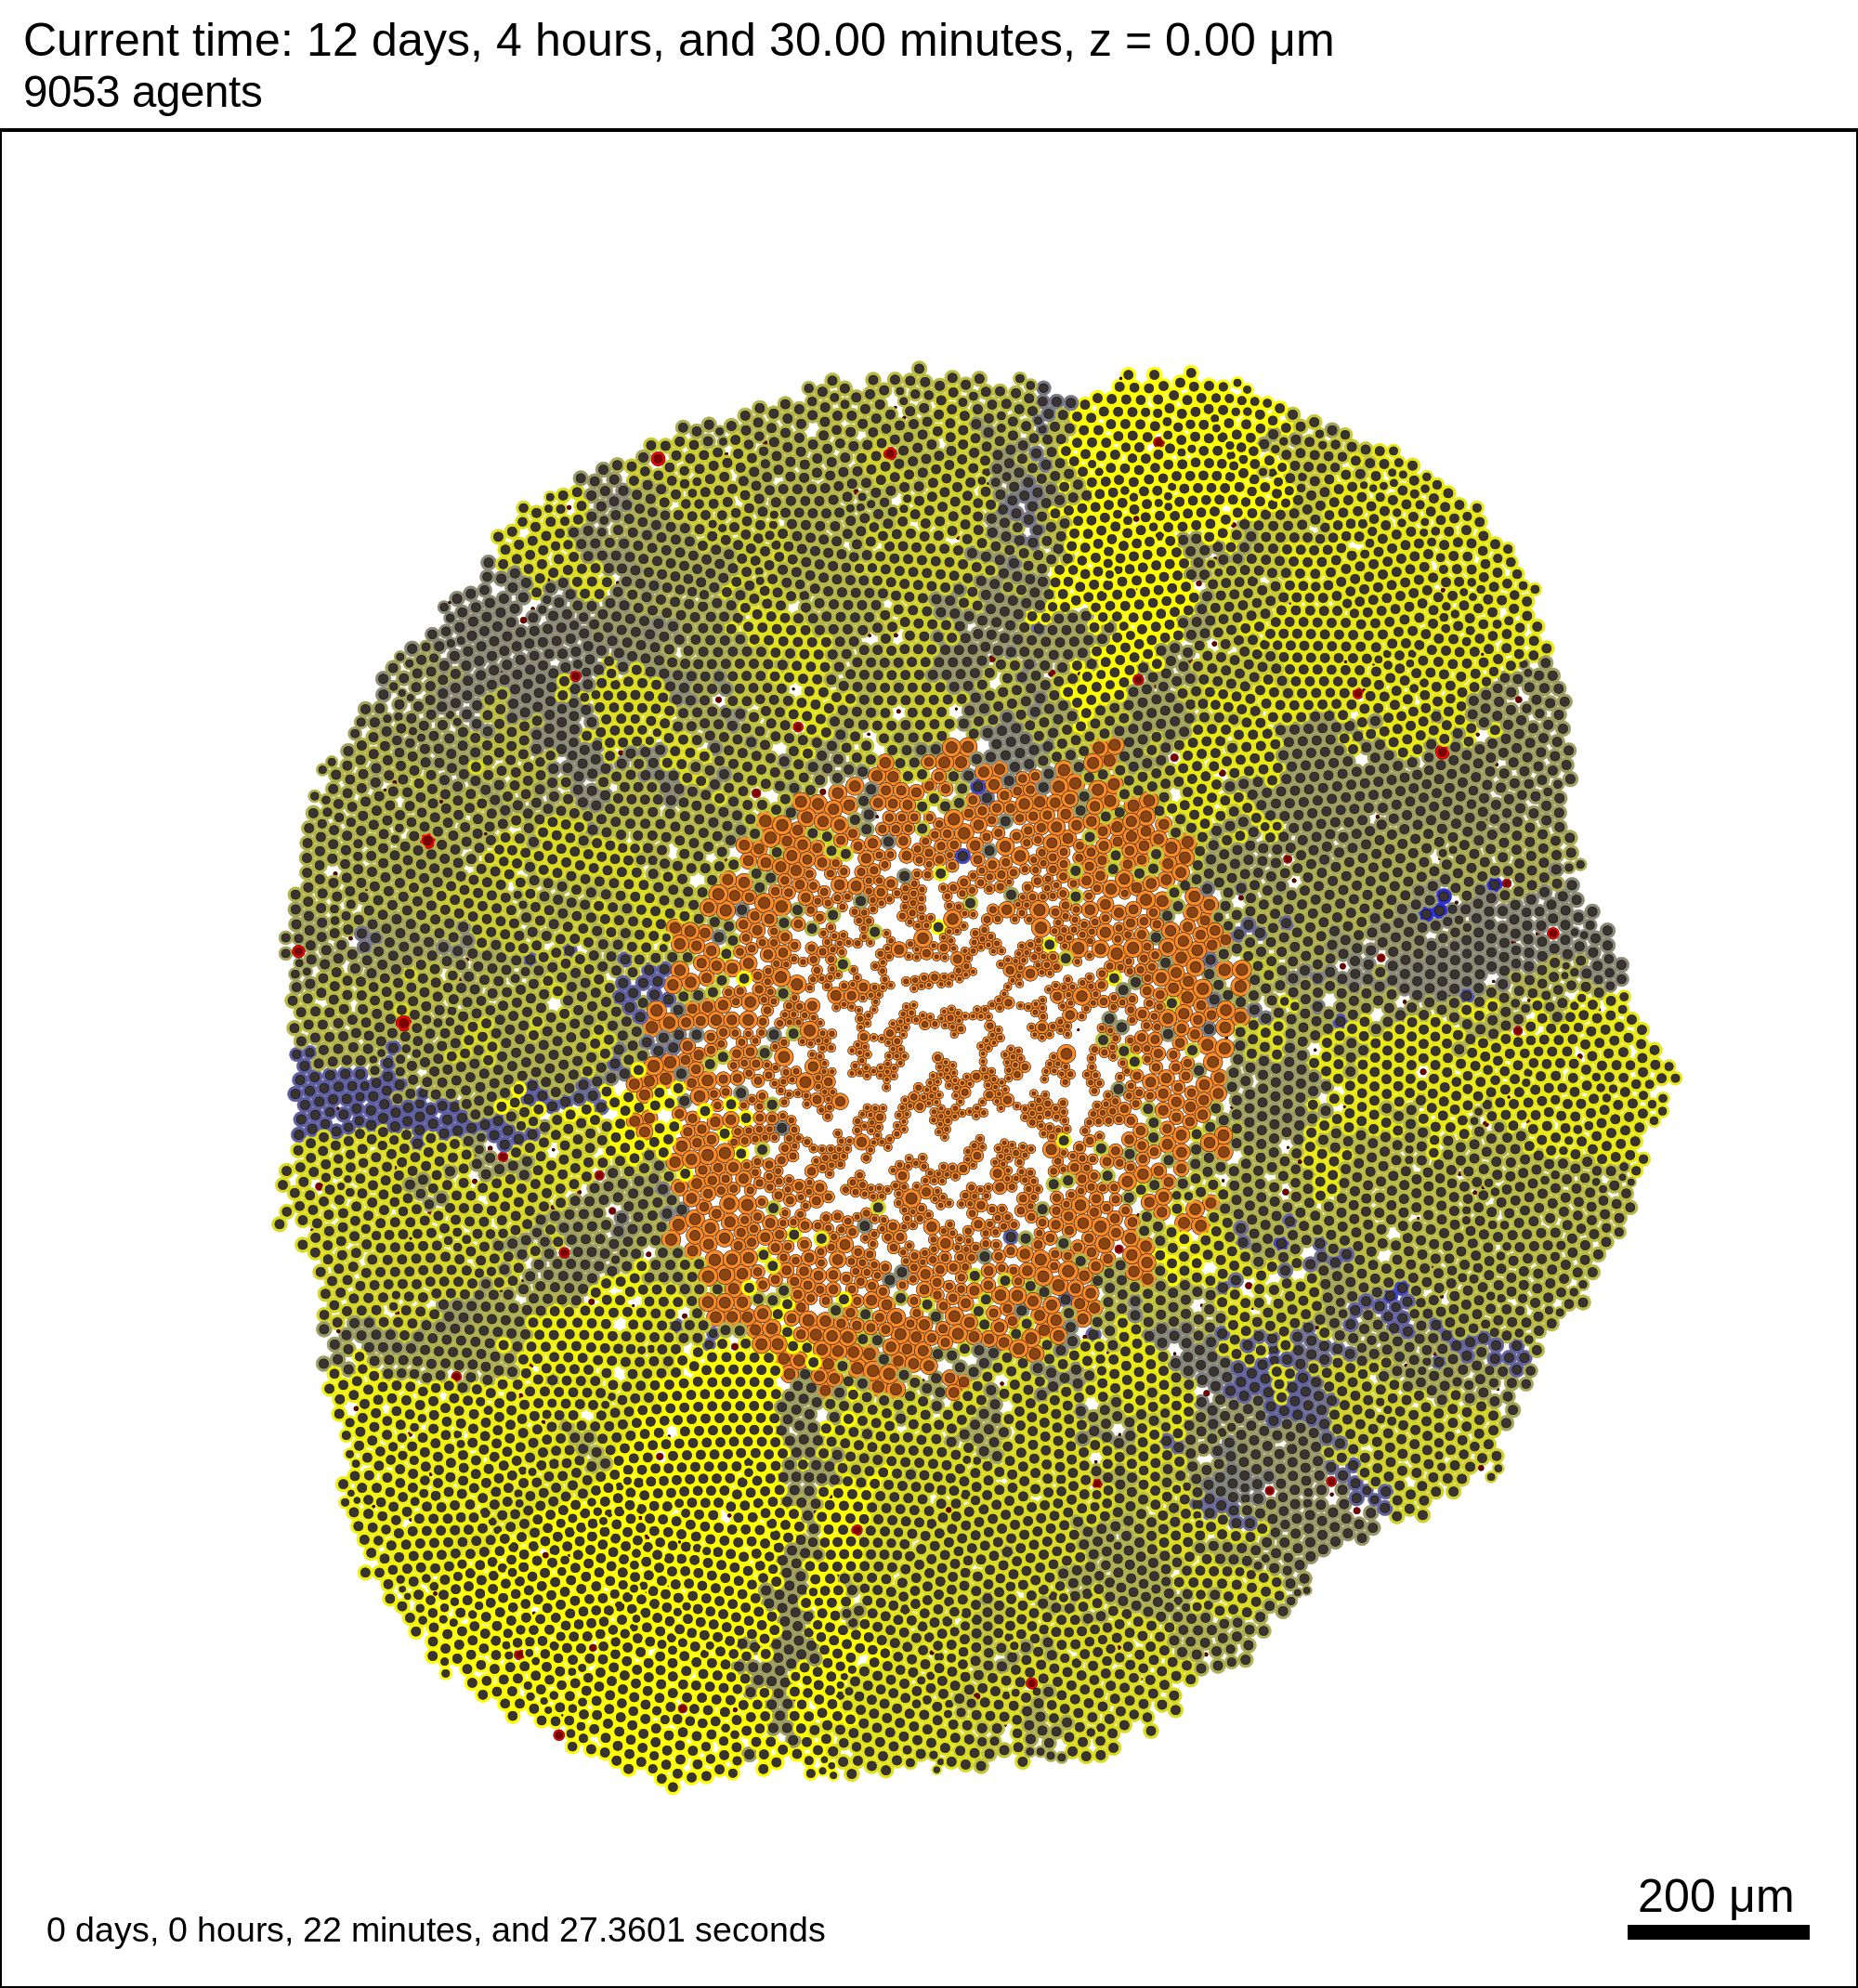 Current time: 12 days, 4 hours, and 30.00 minutes, z = 0.00 μm
9053 agents
200 μm
0 days, 0 hours, 22 minutes, and 27.3601 seconds